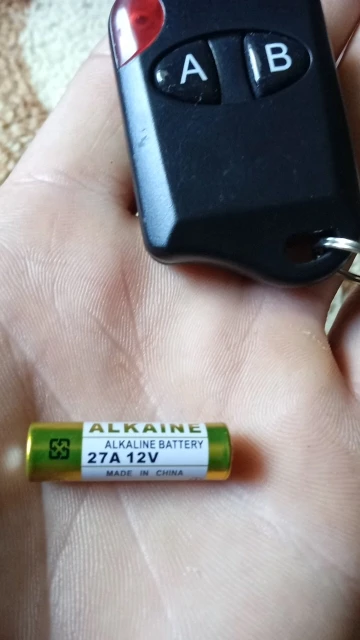 A B
ALKAINE
ALKALINE BATTERY
27A 12V
MADE IN CHINA